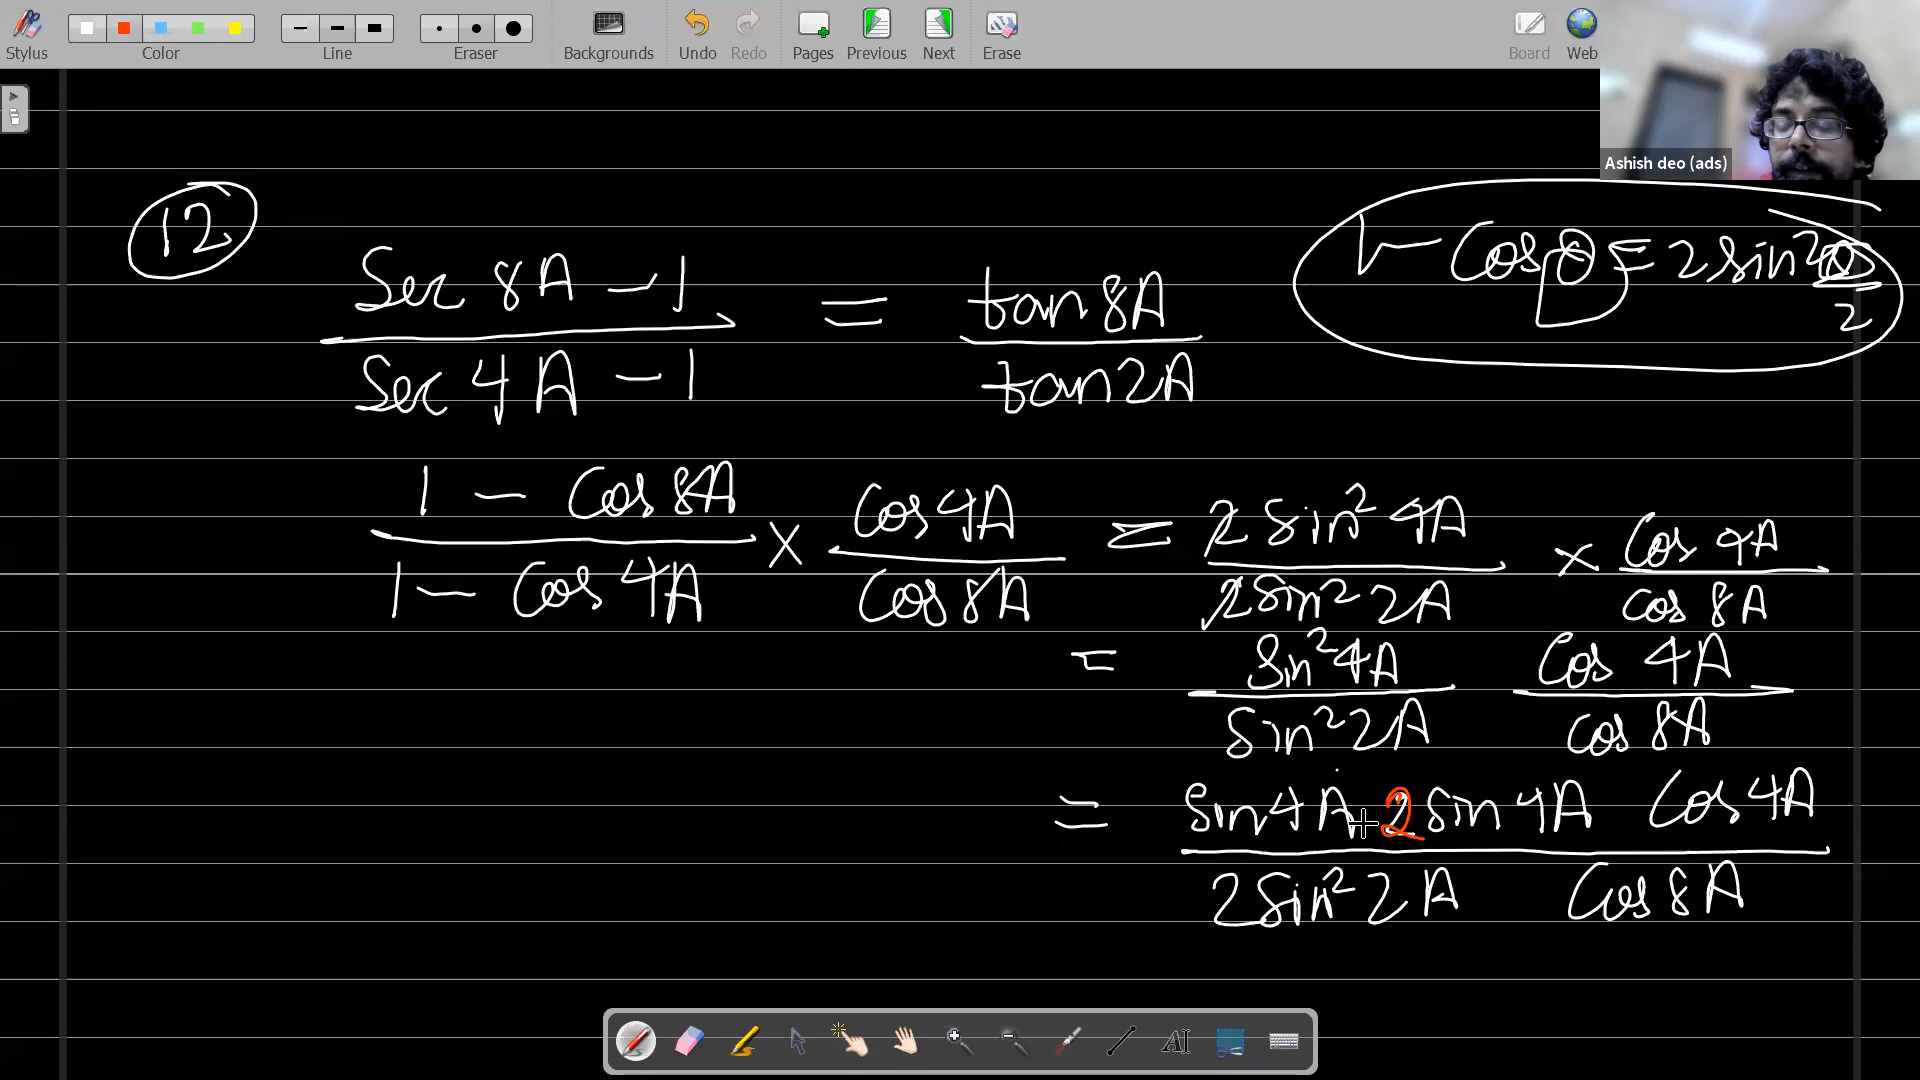 Stylus Color Line Eraser Backgrounds Undo Redo Pages Previous Next Erase Board Web
Ashish deo (ads)
12
Sec 8A - 1 / Sec 4A - 1 = tan 8A / tan 2A
1 - Cos θ = 2 sin² θ / 2
1 - Cos 8A / 1 - Cos 4A × Cos 4A / Cos 8A = 2 Sin² 4A / 2 Sin² 2A × Cos 4A / Cos 8A
= Sin² 4A / Sin² 2A Cos 4A / Cos 8A
= Sin 4A · 2 Sin 4A Cos 4A / 2 Sin² 2A Cos 8A
AI